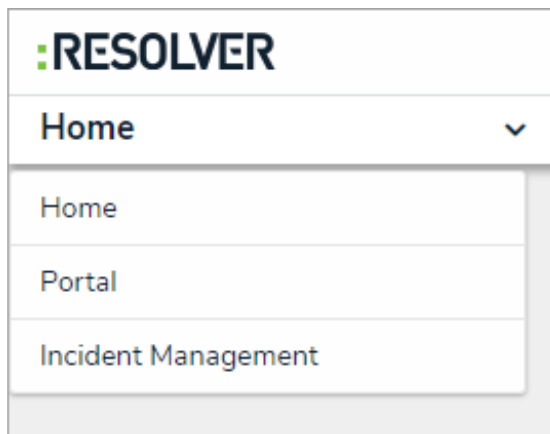 :RESOLVER
Home
Home
Portal
Incident Management